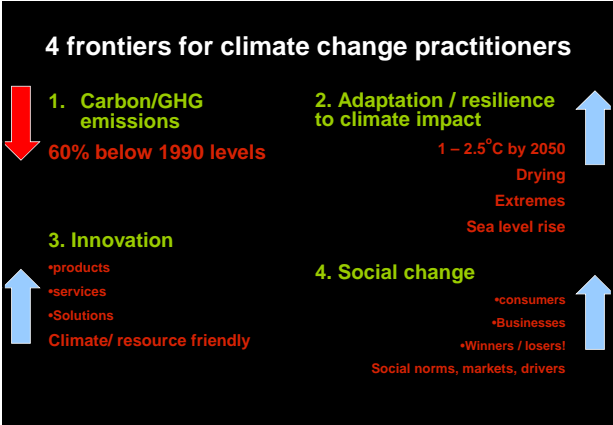 4 frontiers for climate change practitioners
1. Carbon/GHG
emissions
60% below 1990 levels
2. Adaptation / resilience
to climate impact
1 – 2.5°C by 2050
Drying
Extremes
Sea level rise
3. Innovation
•products
•services
•Solutions
Climate/ resource friendly
4. Social change
•consumers
•Businesses
•Winners / losers!
Social norms, markets, drivers